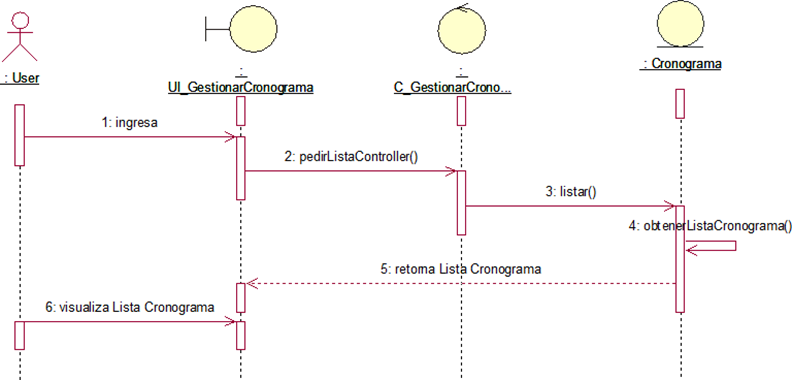 : User
:
UI_GestionarCronograma
:
C_GestionarCrono...
: Cronograma
1: ingresa
2: pedirListaController()
3: listar()
4: obtenerListaCronograma()
5: retorna Lista Cronograma
6: visualiza Lista Cronograma